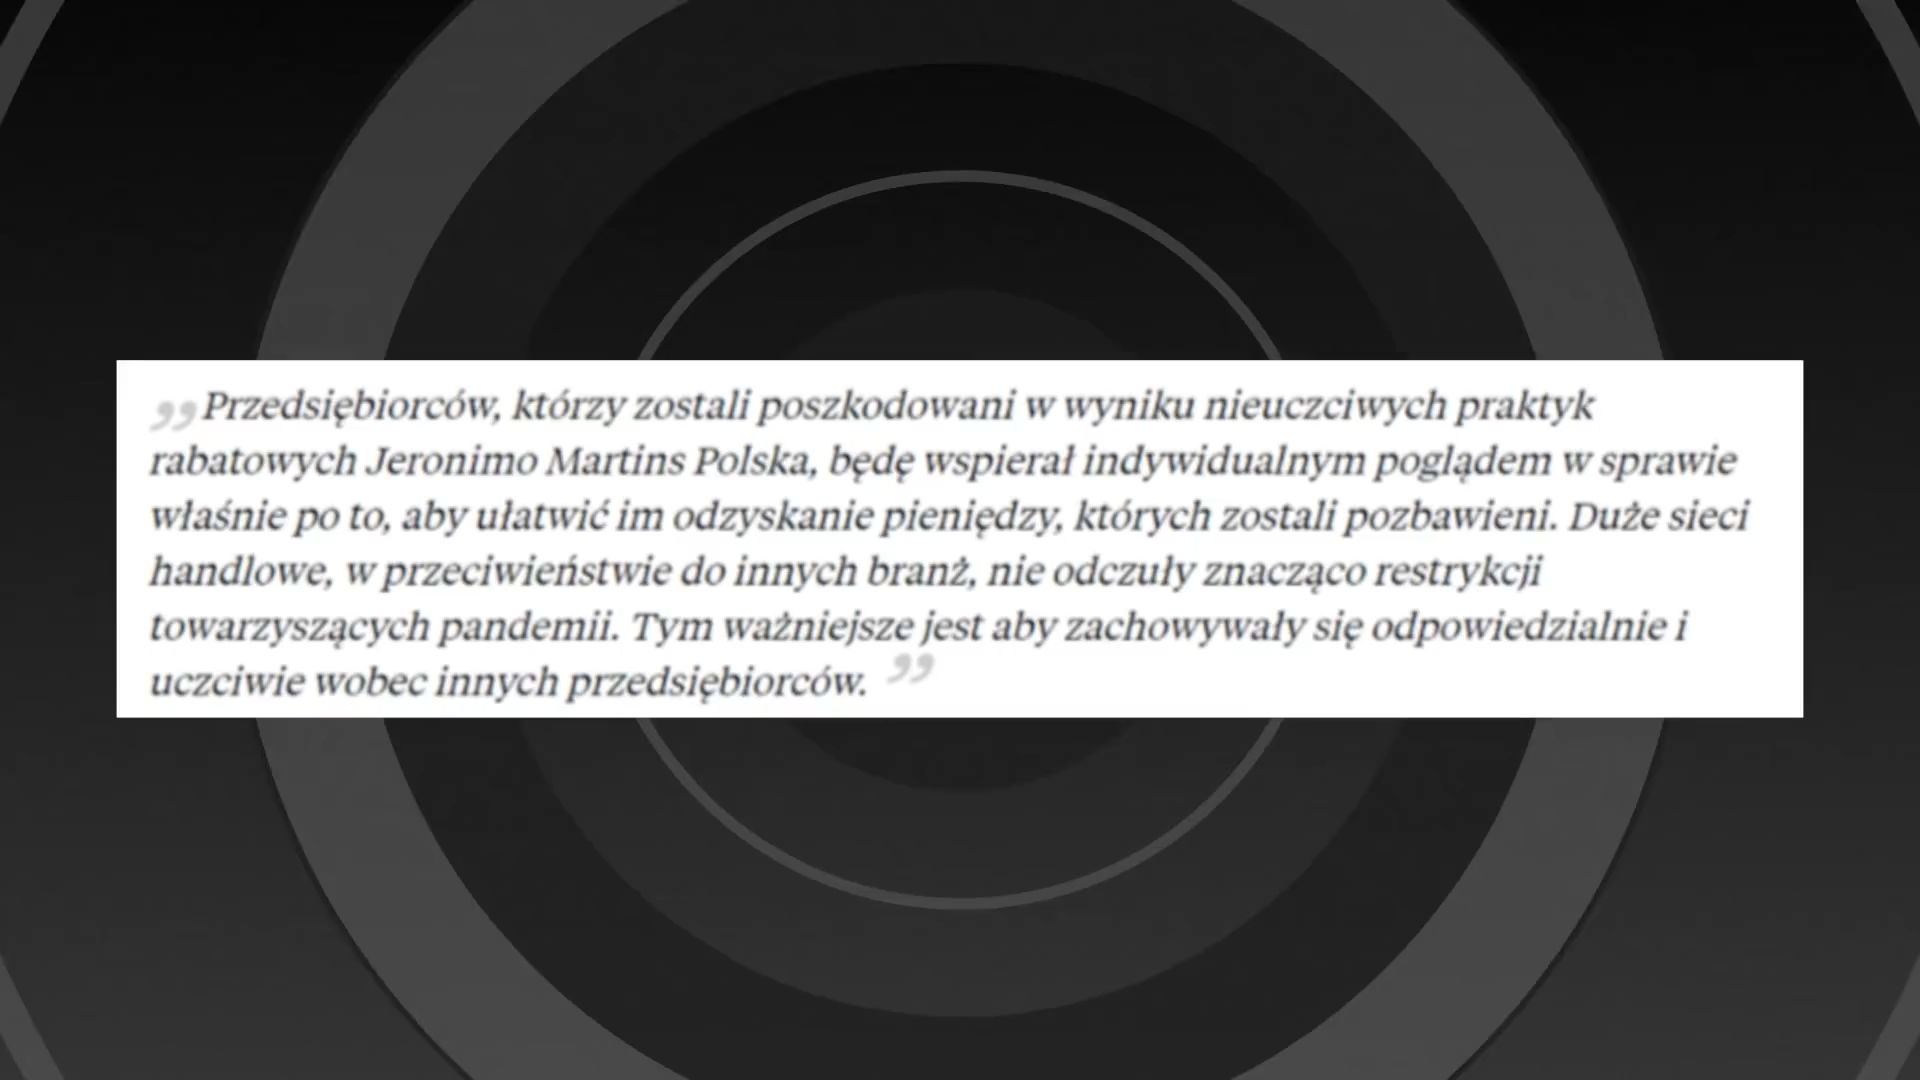 ”Przedsiębiorców, którzy zostali poszkodowani w wyniku nieuczciwych praktyk
rabatowych Jeronimo Martins Polska, będę wspierał indywidualnym poglądem w sprawie
właśnie po to, aby ułatwić im odzyskanie pieniędzy, których zostali pozbawieni. Duże sieci
handlowe, w przeciwieństwie do innych branż, nie odczuły znacząco restrykcji
towarzyszących pandemii. Tym ważniejsze jest aby zachowywały się odpowiedzialnie i
uczciwie wobec innych przedsiębiorców. ”